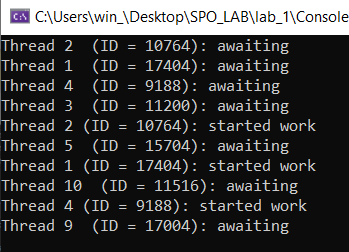 C:\Users\win_\Desktop\SPO_LAB\lab_1\Console
Thread 2  (ID = 10764): awaiting
Thread 1  (ID = 17404): awaiting
Thread 4  (ID = 9188): awaiting
Thread 3  (ID = 11200): awaiting
Thread 2 (ID = 10764): started work
Thread 5  (ID = 15704): awaiting
Thread 1 (ID = 17404): started work
Thread 10  (ID = 11516): awaiting
Thread 4 (ID = 9188): started work
Thread 9  (ID = 17004): awaiting